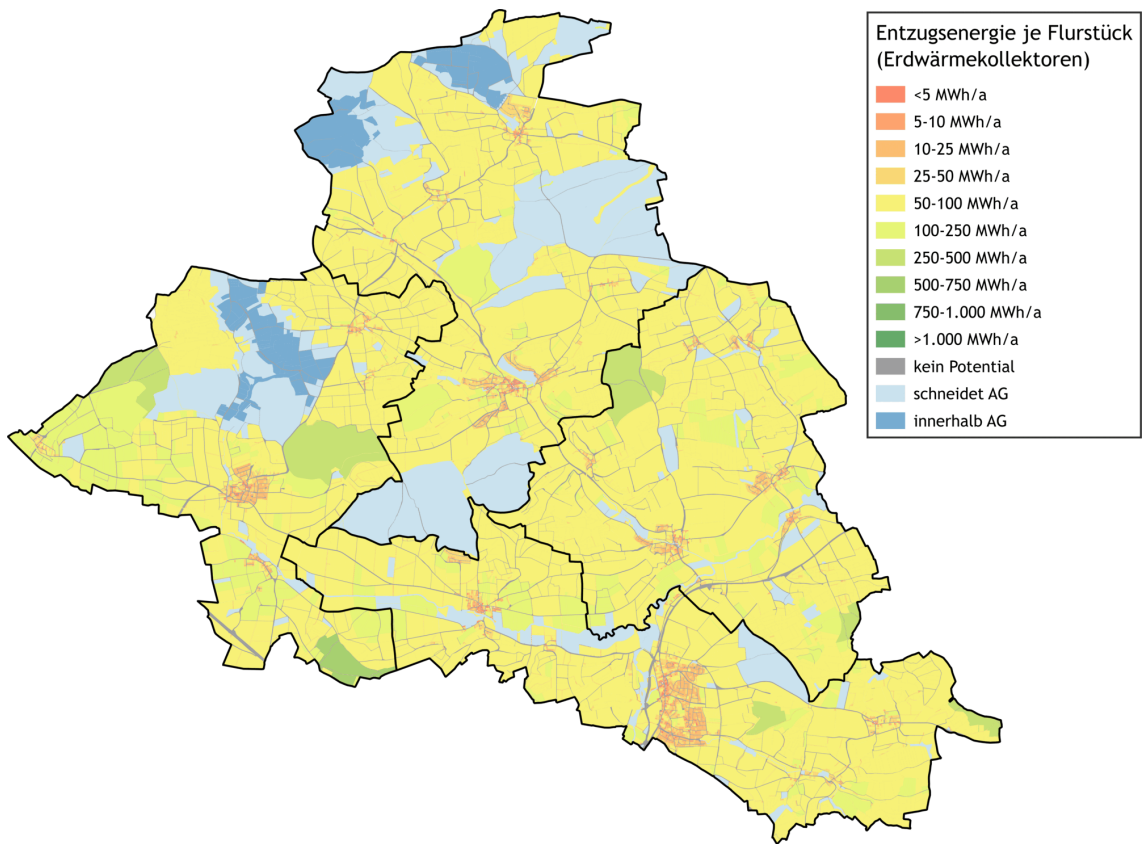 Entzugsenergie je Flurstück
(Erdwärmekollektoren)
<5 MWh/a
5-10 MWh/a
10-25 MWh/a
25-50 MWh/a
50-100 MWh/a
100-250 MWh/a
250-500 MWh/a
500-750 MWh/a
750-1.000 MWh/a
>1.000 MWh/a
kein Potential
schneidet AG
innerhalb AG